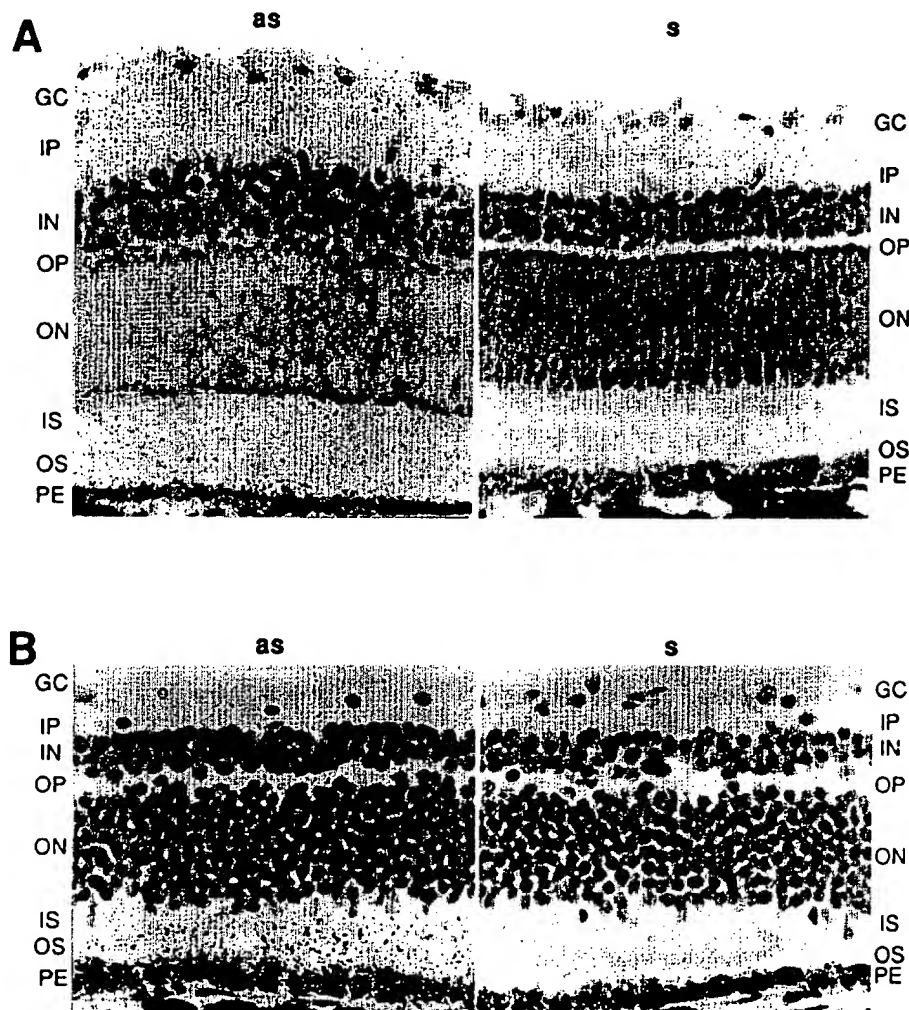 A
as
s
GC
IP
IN
OP
ON
IS
OS
PE
GC
IP
IN
OP
ON
IS
OS
PE
B
as
s
GC
IP
IN
OP
ON
IS
OS
PE
GC
IP
IN
OP
ON
IS
OS
PE